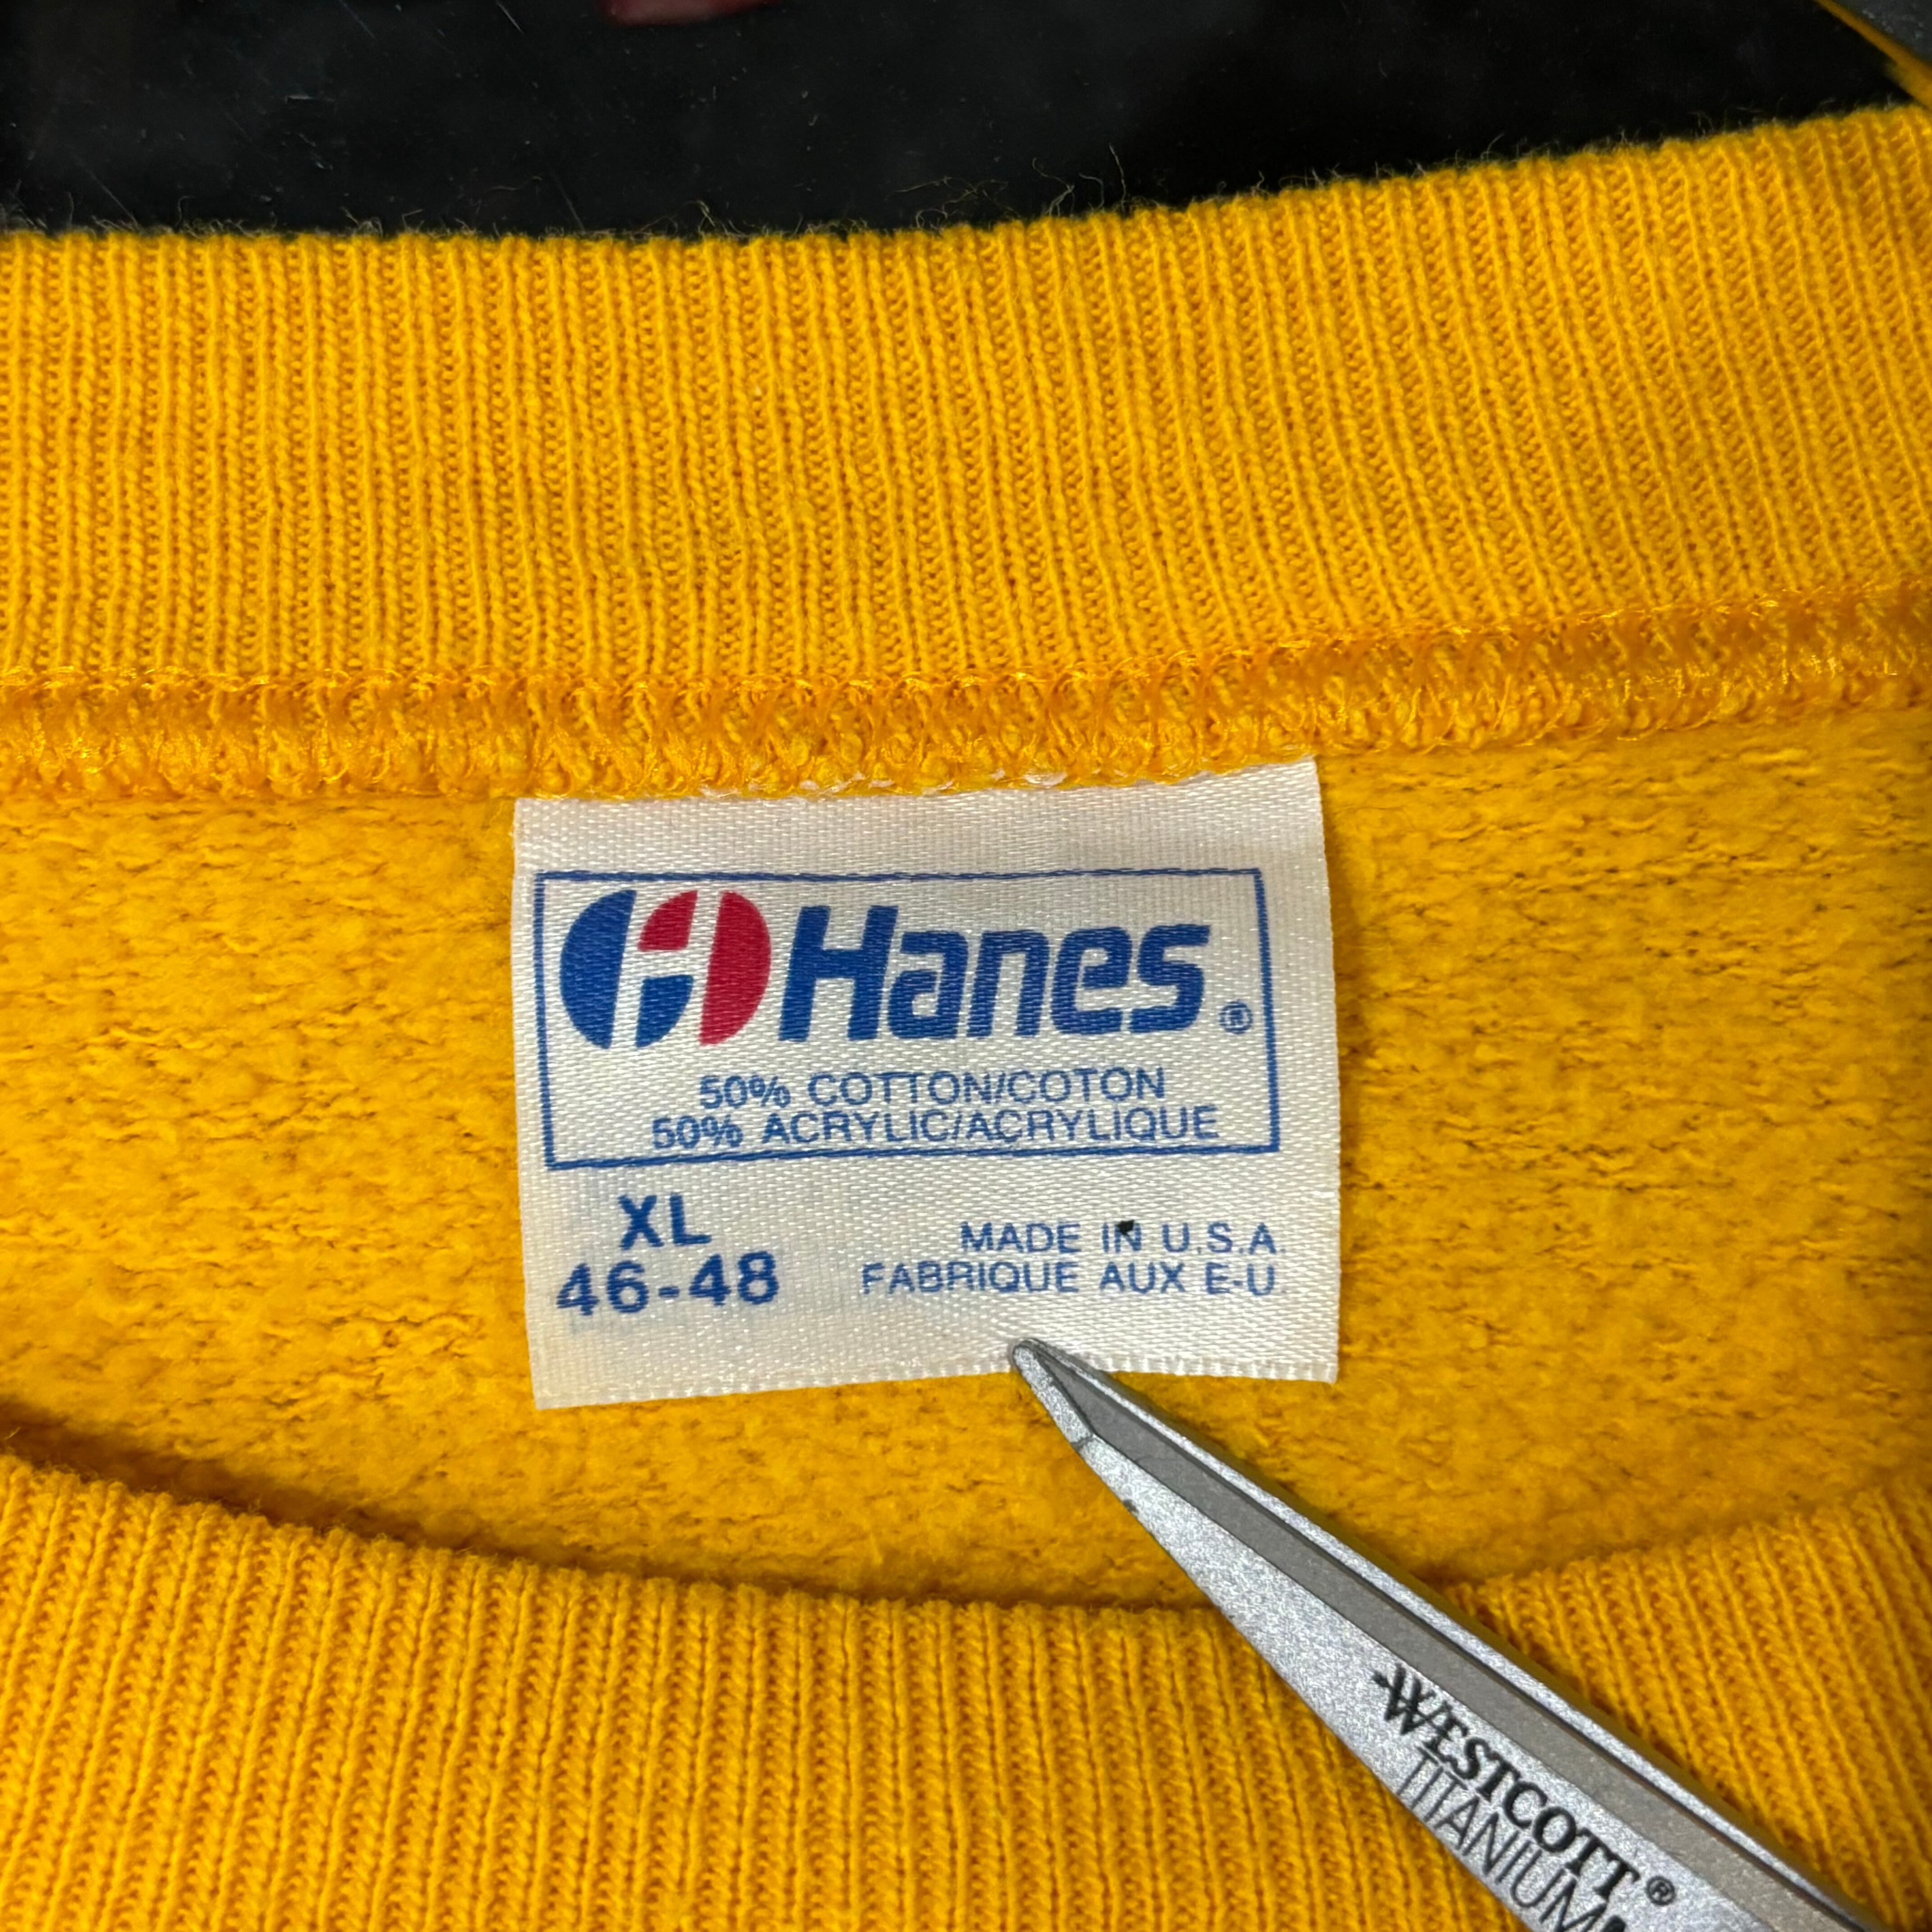 Hanes®
50% COTTON/COTON
50% ACRYLIC/ACRYLIQUE
XL
46-48
MADE IN U.S.A.
FABRIQUE AUX E-U
WESTCOTT®
TITANIUM